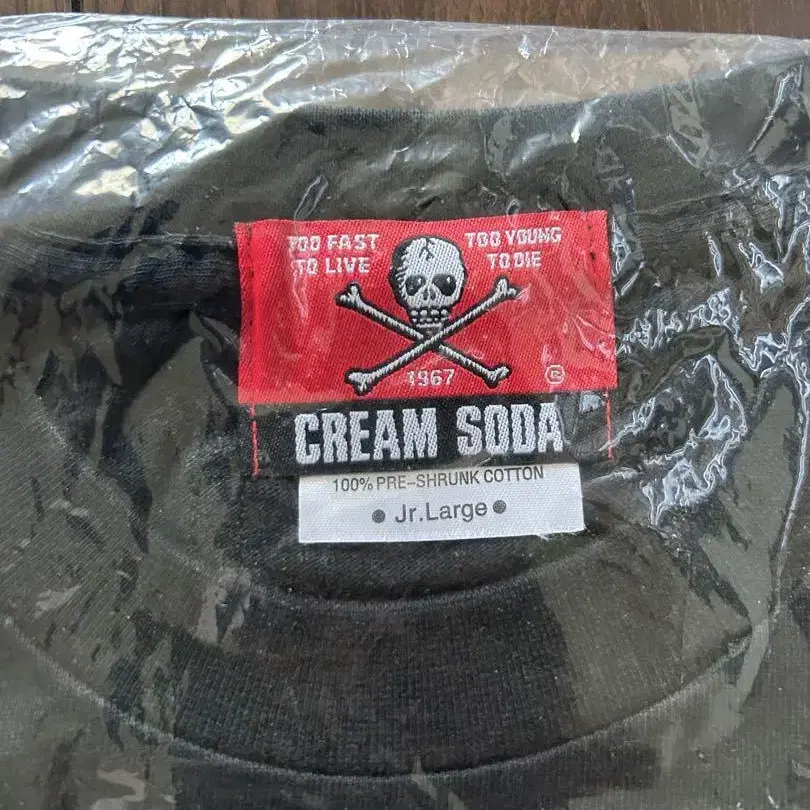 TOO FAST
TO LIVE
TOO YOUNG
TO DIE
1967
CREAM SODA
100% PRE-SHRUNK COTTON
● Jr.Large ●